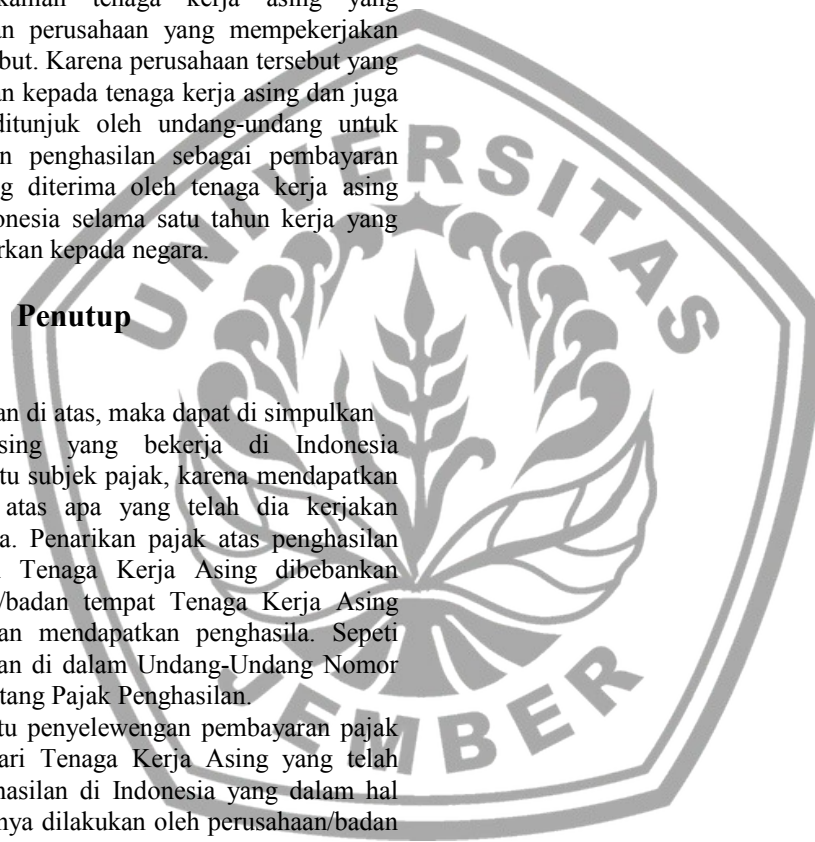 tenaga kerja asing yang
an perusahaan yang mempekerjakan
but. Karena perusahaan tersebut yang
an kepada tenaga kerja asing dan juga
ditunjuk oleh undang-undang untuk
n penghasilan sebagai pembayaran
ng diterima oleh tenaga kerja asing
onesia selama satu tahun kerja yang
arkan kepada negara.
Penutup
an di atas, maka dapat di simpulkan
sing yang bekerja di Indonesia
tu subjek pajak, karena mendapatkan
atas apa yang telah dia kerjakan
a. Penarikan pajak atas penghasilan
Tenaga Kerja Asing dibebankan
/badan tempat Tenaga Kerja Asing
an mendapatkan penghasila. Sepeti
an di dalam Undang-Undang Nomor
tang Pajak Penghasilan.
tu penyelewengan pembayaran pajak
ari Tenaga Kerja Asing yang telah
hasilan di Indonesia yang dalam hal
nya dilakukan oleh perusahaan/badan
UNIVERSITAS
JEMBER